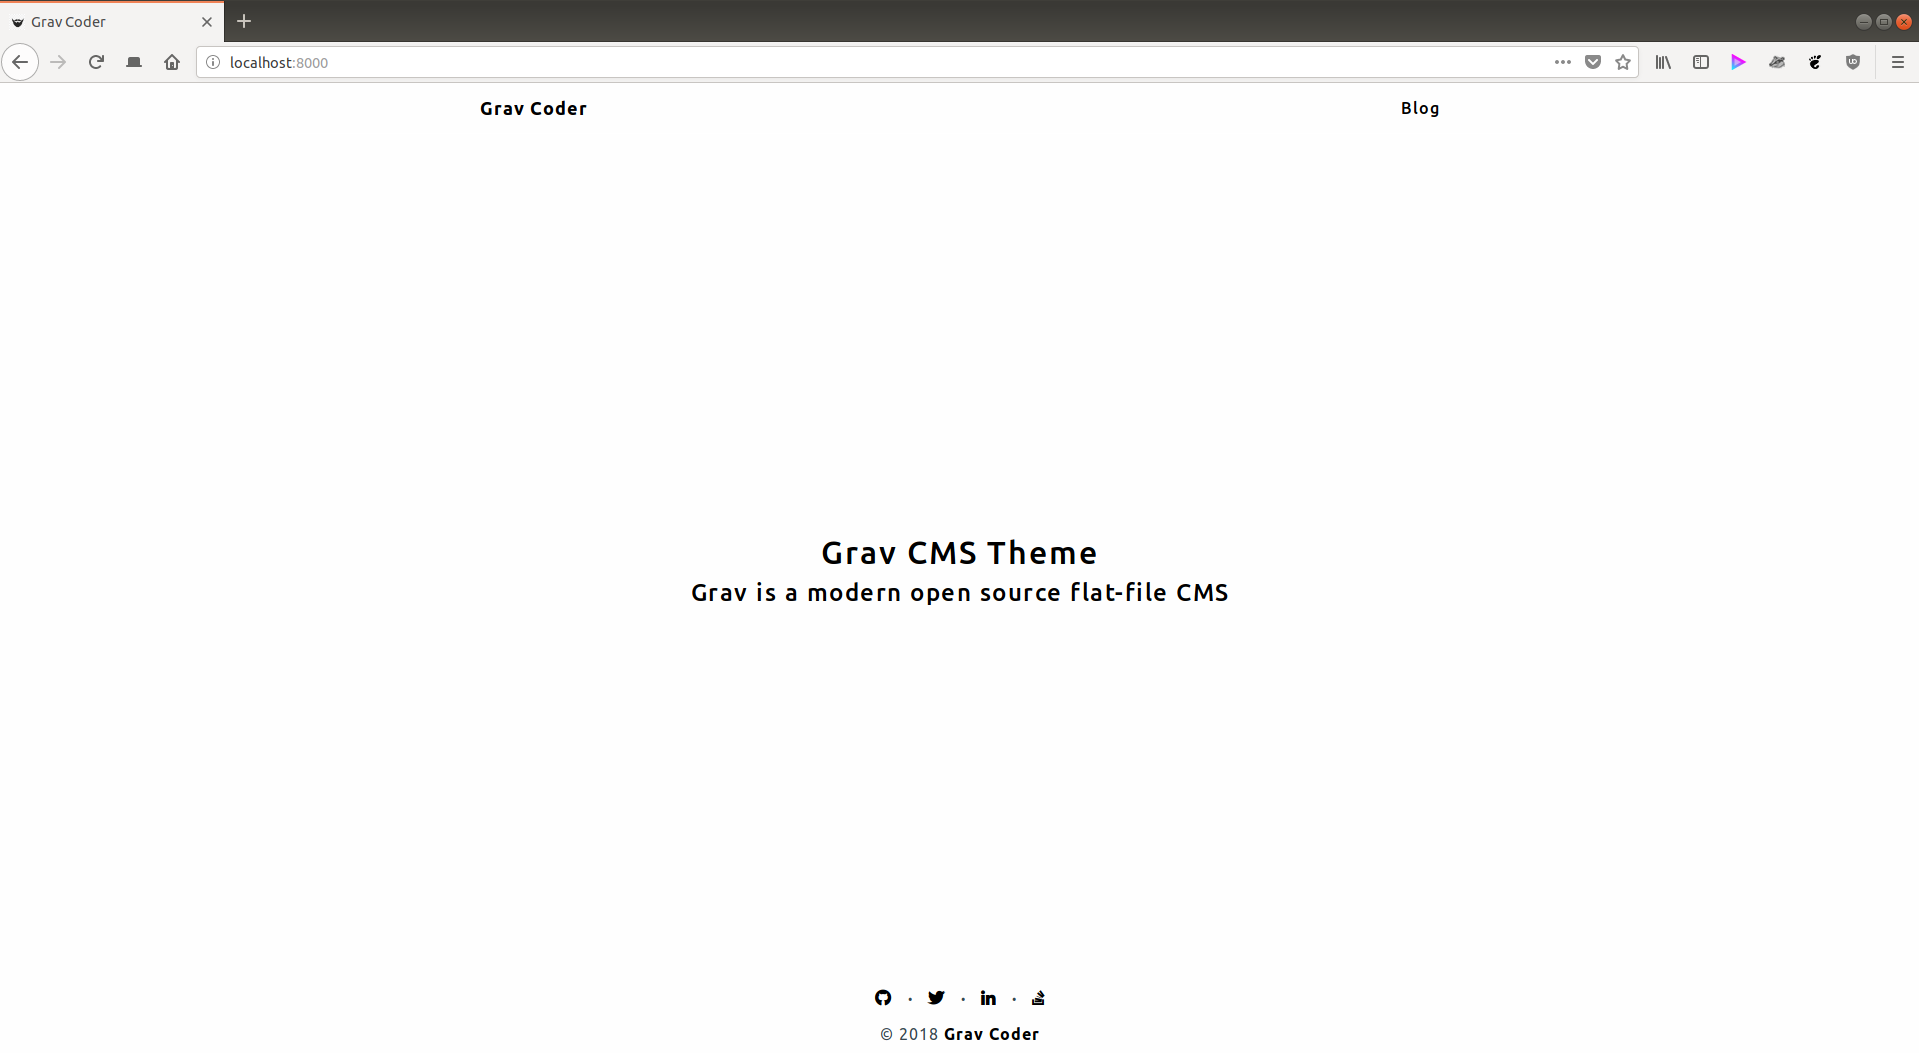 Grav Coder
localhost:8000
Grav Coder
Blog
Grav CMS Theme
Grav is a modern open source flat-file CMS
© 2018 Grav Coder